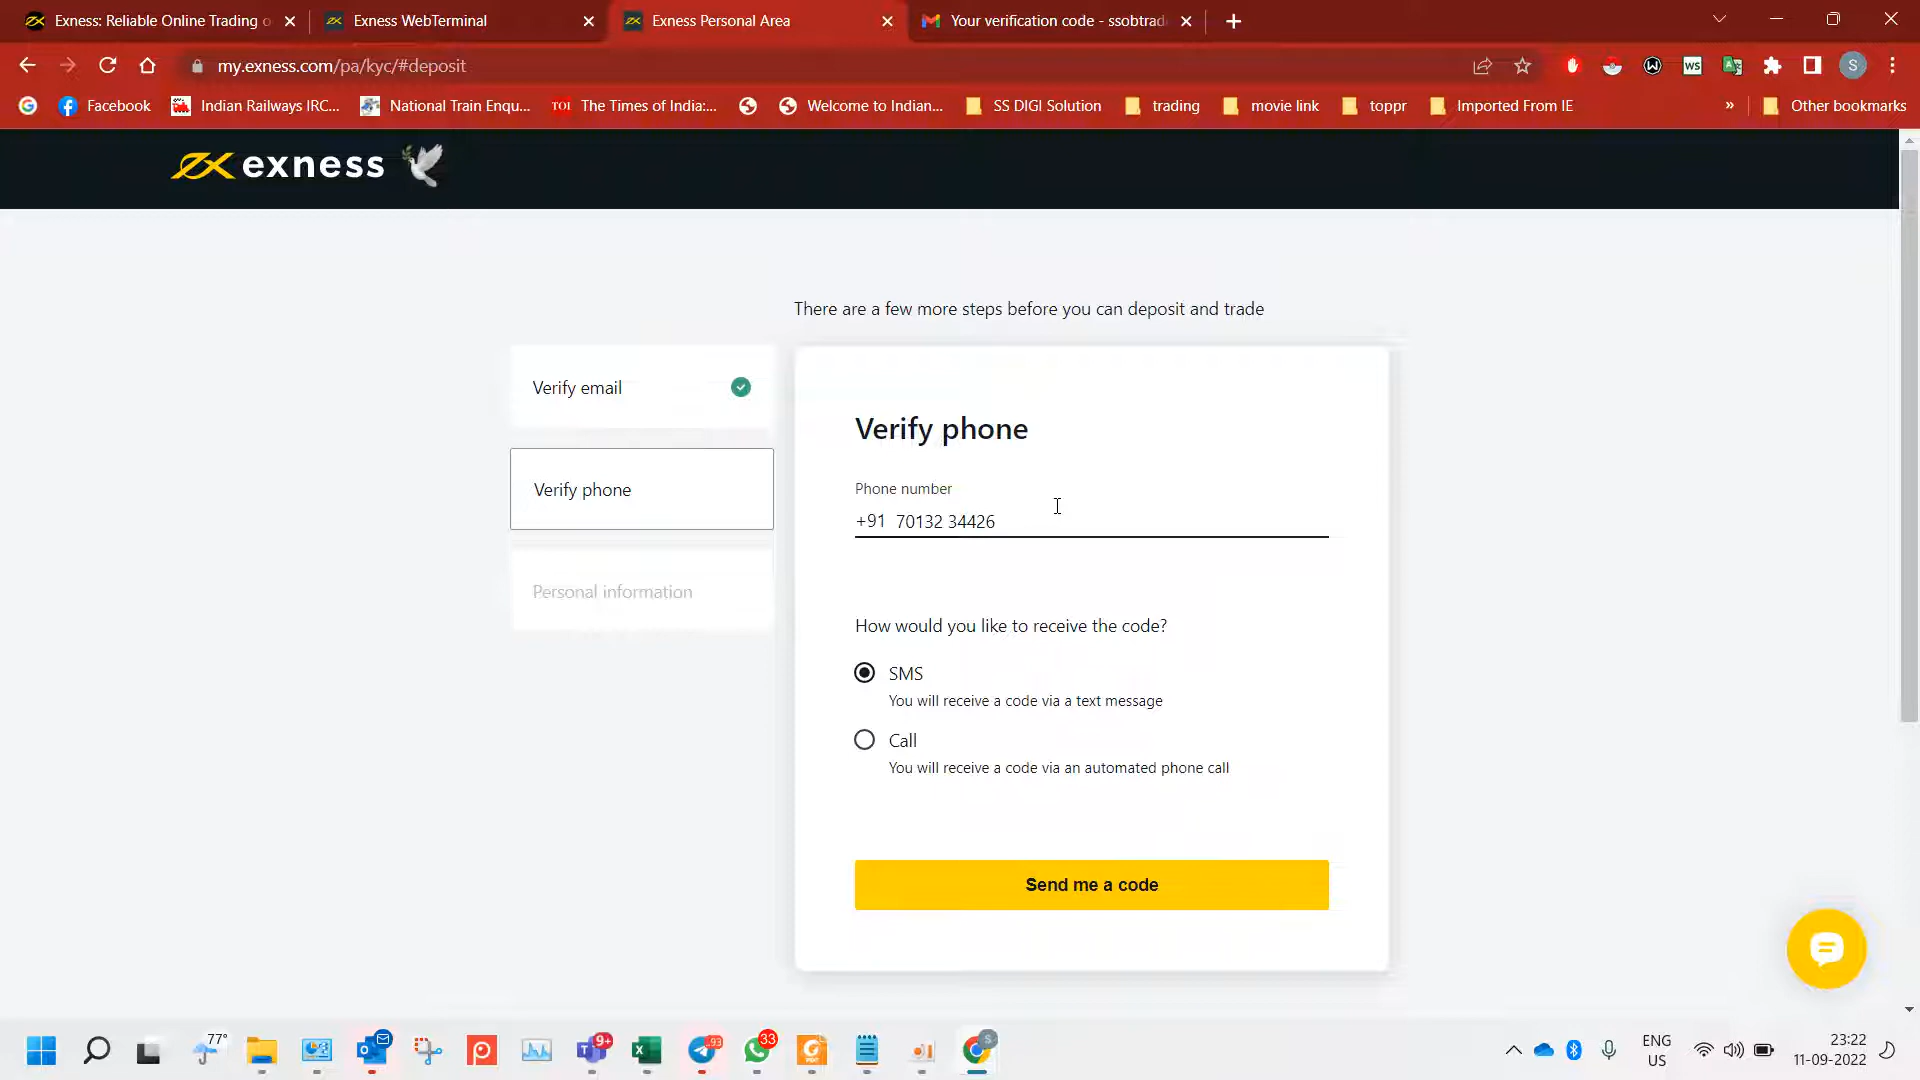 Exness: Reliable Online Trading o
Exness WebTerminal
Exness Personal Area
Your verification code - ssobtrad
my.exness.com/pa/kyc/#deposit
S
Facebook
Indian Railways IRC...
National Train Enqu...
TOI The Times of India:...
Welcome to Indian...
SS DIGI Solution
trading
movie link
toppr
Imported From IE
»
Other bookmarks
exness
There are a few more steps before you can deposit and trade
Verify email
Verify phone
Personal information
Verify phone
Phone number
+91 70132 34426
How would you like to receive the code?
SMS
You will receive a code via a text message
Call
You will receive a code via an automated phone call
Send me a code
77°
9+
93
33
ENG
US
23:22
11-09-2022